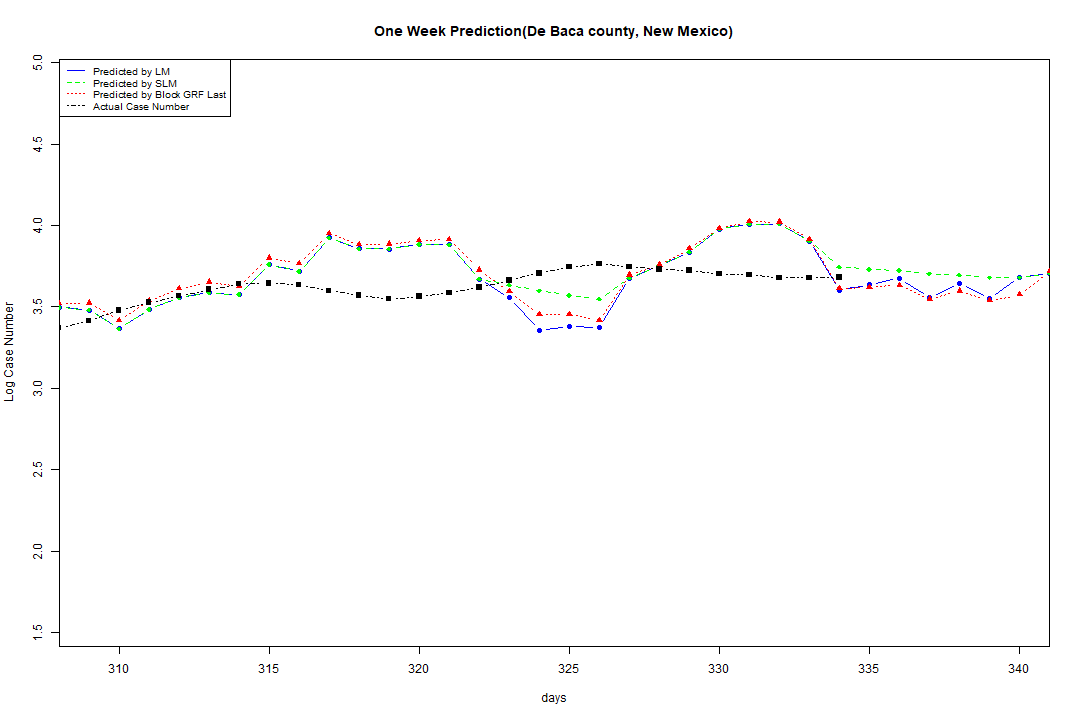 One Week Prediction(De Baca county, New Mexico)
Predicted by LM
Predicted by SLM
Predicted by Block GRF Last
Actual Case Number
5.0
4.5
4.0
3.5
3.0
2.5
2.0
1.5
Log Case Number
310 315 320 325 330 335 340
days